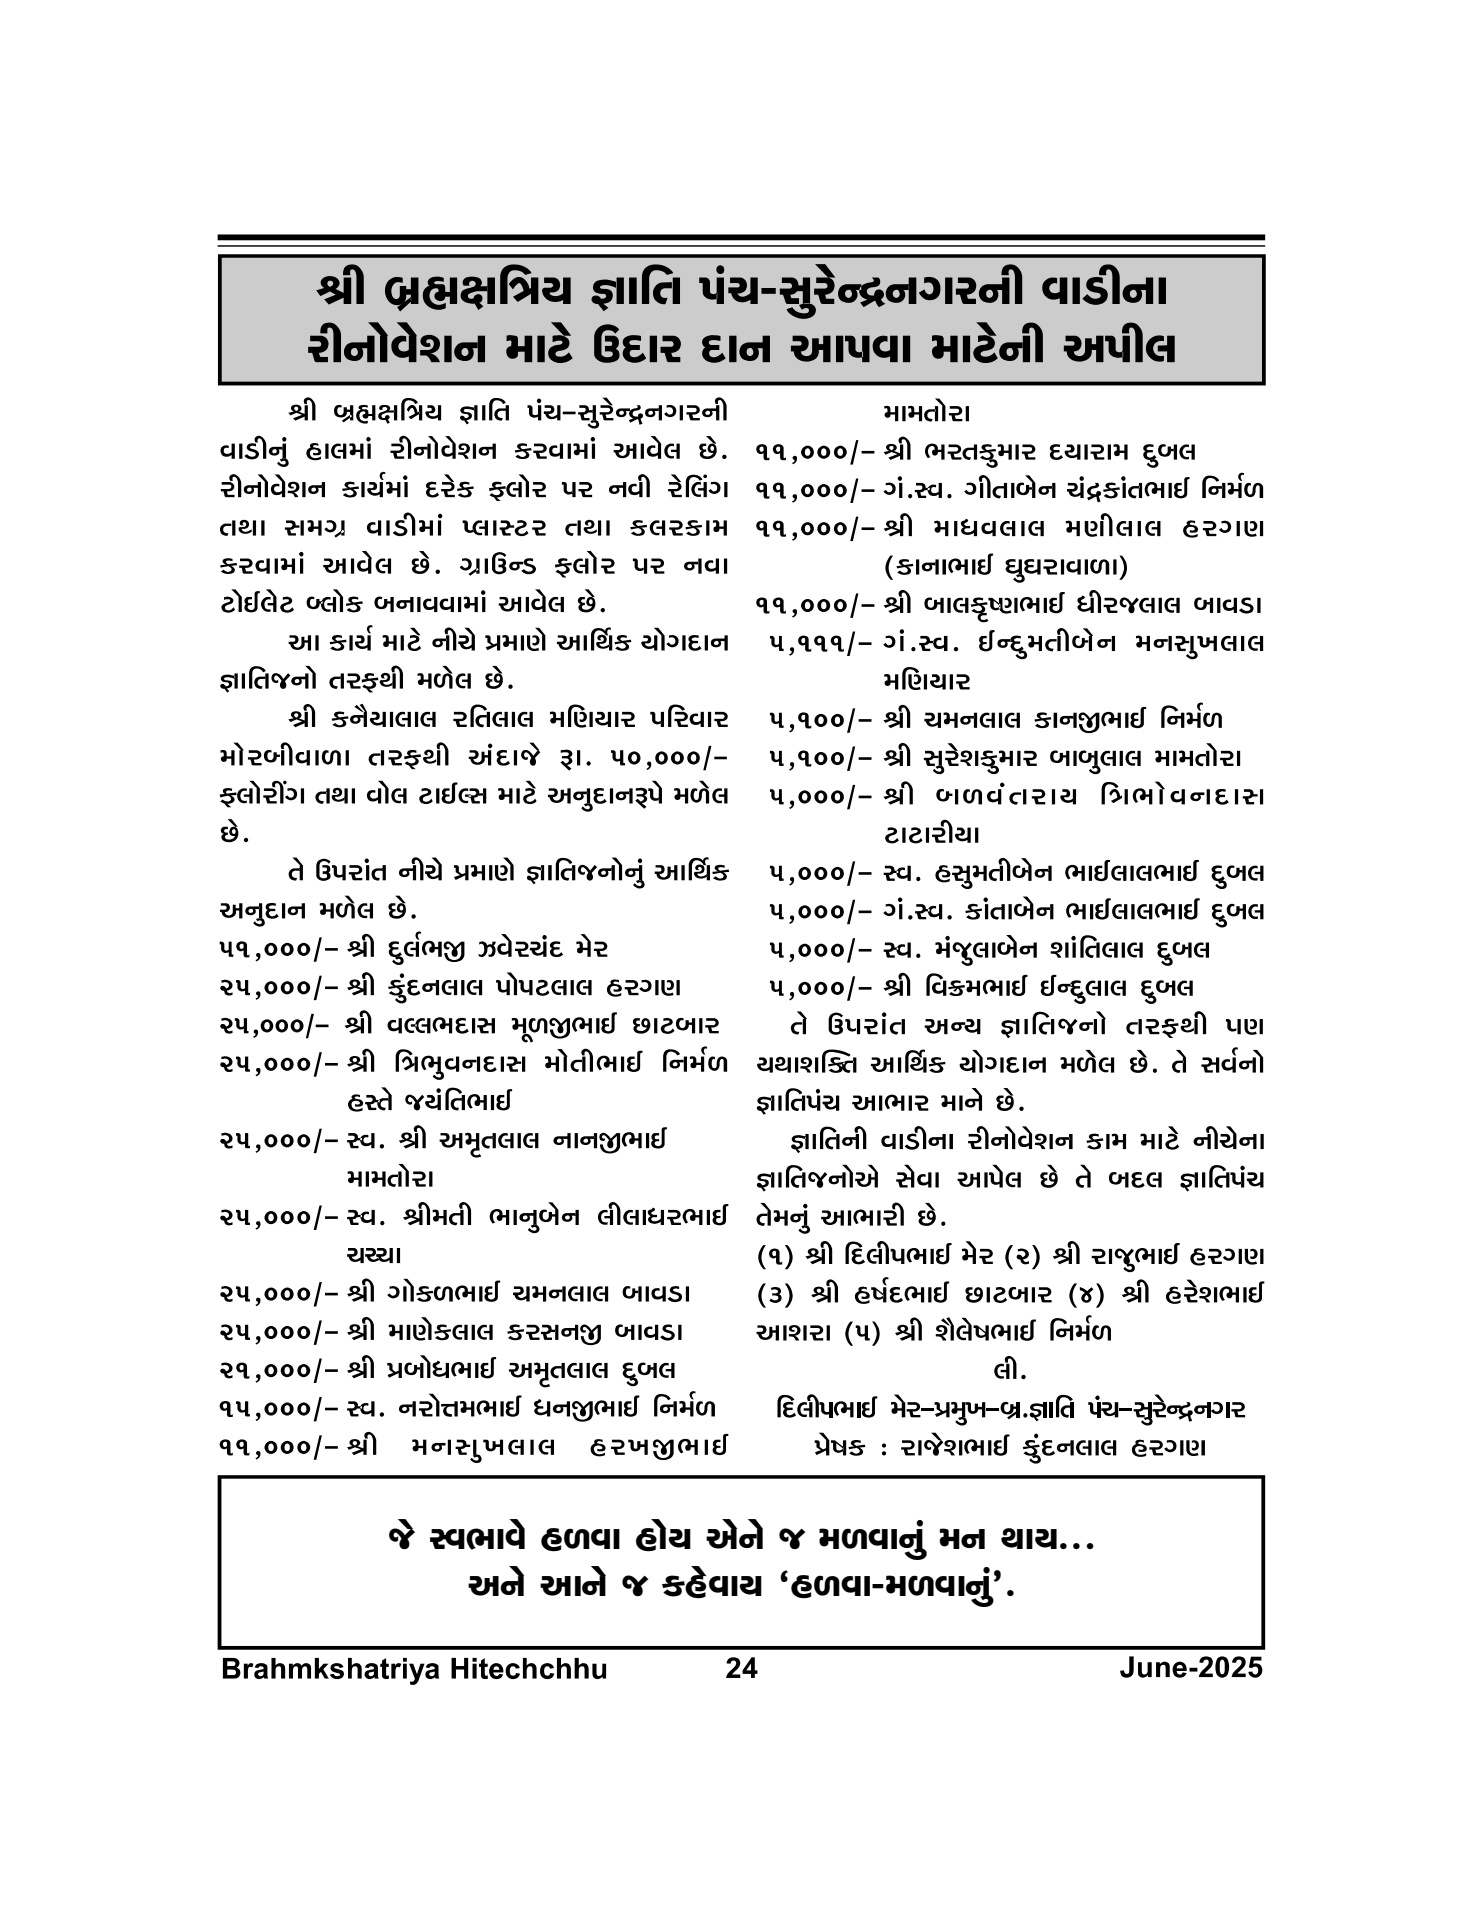 શ્રી બ્રહ્મક્ષત્રિય જ્ઞાતિ પંચ-સુરેન્દ્રનગરની વાડીના
રીનોવેશન માટે ઉદાર દાન આપવા માટેની અપીલ
શ્રી બ્રહ્મક્ષત્રિય જ્ઞાતિ પંચ–સુરેન્દ્રનગરની
વાડીનું હાલમાં રીનોવેશન કરવામાં આવેલ છે.
રીનોવેશન કાર્યમાં દરેક ફ્લોર પર નવી રેલિંગ
તથા સમગ્ર વાડીમાં પ્લાસ્ટર તથા કલરકામ
કરવામાં આવેલ છે. ગ્રાઉન્ડ ફ્લોર પર નવા
ટોઈલેટ બ્લોક બનાવવામાં આવેલ છે.
આ કાર્ય માટે નીચે પ્રમાણે આર્થિક યોગદાન
જ્ઞાતિજનો તરફથી મળેલ છે.
શ્રી કનૈયાલાલ રતિલાલ મણિયાર પરિવાર
મોરબીવાળા તરફથી અંદાજે રૂા. ૫૦,૦૦૦/–
ફ્લોરીંગ તથા વોલ ટાઈલ્સ માટે અનુદાનરૂપે મળેલ
છે.
તે ઉપરાંત નીચે પ્રમાણે જ્ઞાતિજનોનું આર્થિક
અનુદાન મળેલ છે.
૫૧,૦૦૦/– શ્રી દુર્લભજી ઝવેરચંદ મેર
૨૫,૦૦૦/– શ્રી કુંદનલાલ પોપટલાલ હરગણ
૨૫,૦૦૦/– શ્રી વલ્લભદાસ મૂળજીભાઈ છાટબાર
૨૫,૦૦૦/– શ્રી ત્રિભુવનદાસ મોતીભાઈ નિર્મળ
હસ્તે જયંતિભાઈ
૨૫,૦૦૦/– સ્વ. શ્રી અમૃતલાલ નાનજીભાઈ
મામતોરા
૨૫,૦૦૦/– સ્વ. શ્રીમતી ભાનુબેન લીલાધરભાઈ
ચચ્ચા
૨૫,૦૦૦/– શ્રી ગોકળભાઈ ચમનલાલ બાવડા
૨૫,૦૦૦/– શ્રી માણેકલાલ કરસનજી બાવડા
૨૧,૦૦૦/– શ્રી પ્રબોધભાઈ અમૃતલાલ દુબલ
૧૫,૦૦૦/– સ્વ. નરોત્તમભાઈ ધનજીભાઈ નિર્મળ
૧૧,૦૦૦/– શ્રી મનસુખલાલ હરખજીભાઈ
મામતોરા
૧૧,૦૦૦/– શ્રી ભરતકુમાર દયારામ દુબલ
૧૧,૦૦૦/– ગં.સ્વ. ગીતાબેન ચંદ્રકાંતભાઈ નિર્મળ
૧૧,૦૦૦/– શ્રી માધવલાલ મણીલાલ હરગણ
(કાનાભાઈ ઘુઘરાવાળા)
૧૧,૦૦૦/– શ્રી બાલકૃષ્ણભાઈ ધીરજલાલ બાવડા
૫,૧૧૧/– ગં.સ્વ. ઈન્દુમતીબેન મનસુખલાલ
મણિયાર
૫,૧૦૦/– શ્રી ચમનલાલ કાનજીભાઈ નિર્મળ
૫,૧૦૦/– શ્રી સુરેશકુમાર બાબુલાલ મામતોરા
૫,૦૦૦/– શ્રી બળવંતરાય ત્રિભોવનદાસ
ટાટારીયા
૫,૦૦૦/– સ્વ. હસુમતીબેન ભાઈલાલભાઈ દુબલ
૫,૦૦૦/– ગં.સ્વ. કાંતાબેન ભાઈલાલભાઈ દુબલ
૫,૦૦૦/– સ્વ. મંજુલાબેન શાંતિલાલ દુબલ
૫,૦૦૦/– શ્રી વિક્રમભાઈ ઈન્દુલાલ દુબલ
તે ઉપરાંત અન્ય જ્ઞાતિજનો તરફથી પણ
યથાશક્તિ આર્થિક યોગદાન મળેલ છે. તે સર્વનો
જ્ઞાતિપંચ આભાર માને છે.
જ્ઞાતિની વાડીના રીનોવેશન કામ માટે નીચેના
જ્ઞાતિજનોએ સેવા આપેલ છે તે બદલ જ્ઞાતિપંચ
તેમનું આભારી છે.
(૧) શ્રી દિલીપભાઈ મેર (૨) શ્રી રાજુભાઈ હરગણ
(૩) શ્રી હર્ષદભાઈ છાટબાર (૪) શ્રી હરેશભાઈ
આશરા (૫) શ્રી શૈલેષભાઈ નિર્મળ
લી.
દિલીપભાઈ મેર–પ્રમુખ–બ્ર.જ્ઞાતિ પંચ–સુરેન્દ્રનગર
પ્રેષક : રાજેશભાઈ કુંદનલાલ હરગણ
જે સ્વભાવે હળવા હોય એને જ મળવાનું મન થાય...
અને આને જ કહેવાય ‘હળવા-મળવાનું’.
Brahmkshatriya Hitechchhu 24 June-2025